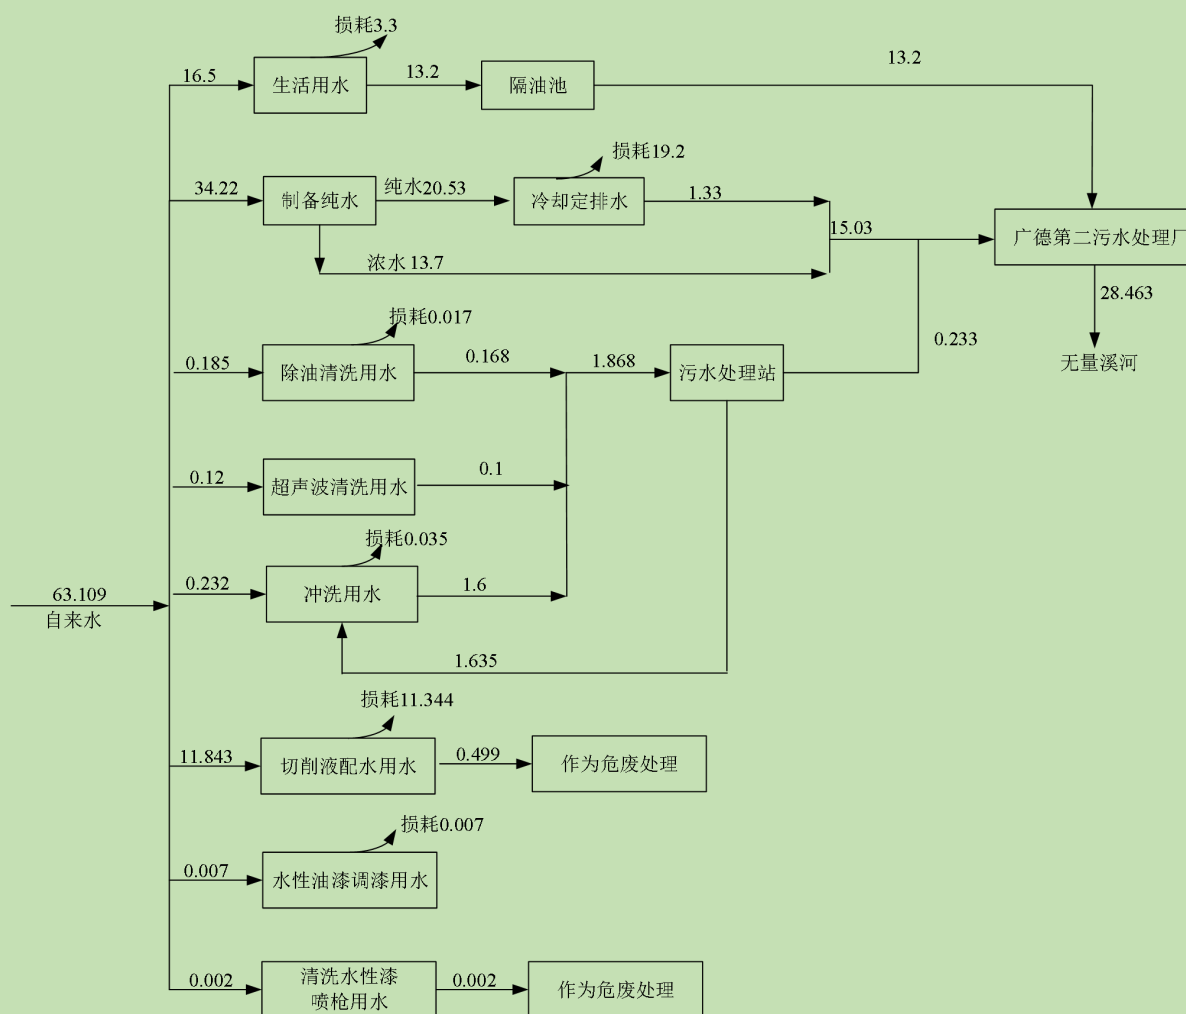 损耗3.3
16.5
生活用水
13.2
隔油池
13.2
损耗19.2
34.22
制备纯水
纯水20.53
冷却定排水
1.33
15.03
广德第二污水处理厂
浓水 13.7
28.463
无量溪河
损耗0.017
0.185
除油清洗用水
0.168
1.868
污水处理站
0.233
0.12
超声波清洗用水
0.1
损耗0.035
0.232
冲洗用水
1.6
63.109
自来水
1.635
损耗11.344
11.843
切削液配水用水
0.499
作为危废处理
损耗0.007
0.007
水性油漆调漆用水
0.002
清洗水性漆
喷枪用水
0.002
作为危废处理